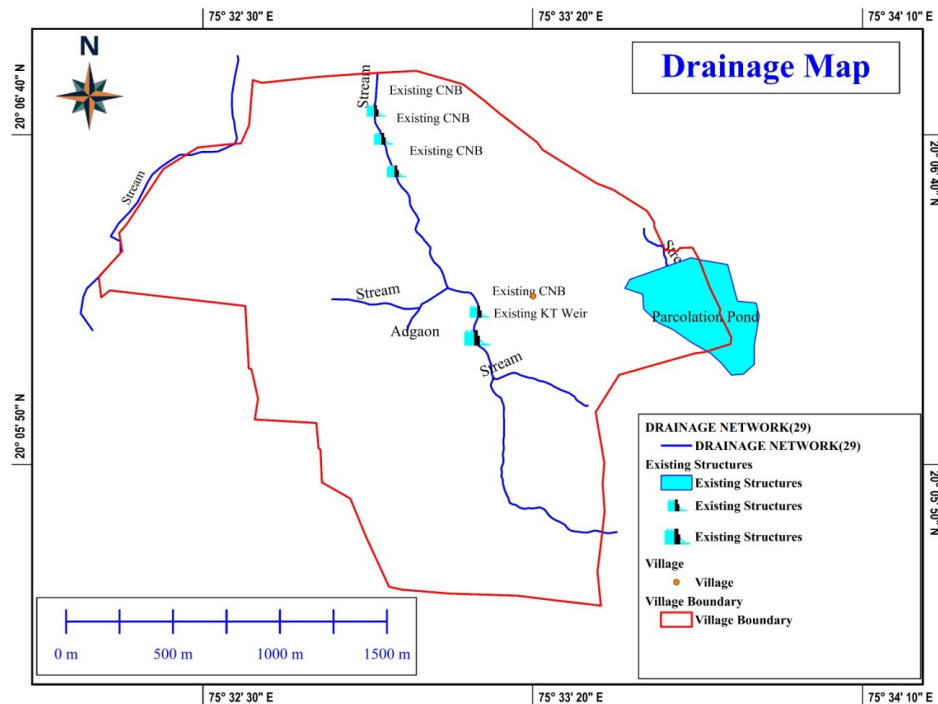 75° 32' 30" E
75° 33' 20" E
75° 34' 10" E
N
Drainage Map
20° 06' 40" N
20° 06' 40" N
Stream
Existing CNB
Existing CNB
Existing CNB
Stream
Stre
Stream
Existing CNB
Existing KT Weir
Parcolation Pond
Adgaon
Stream
20° 05' 50" N
20° 05' 50" N
DRAINAGE NETWORK(29)
DRAINAGE NETWORK(29)
Existing Structures
Existing Structures
Existing Structures
Existing Structures
Village
Village
Village Boundary
Village Boundary
0 m 500 m 1000 m 1500 m
75° 32' 30" E
75° 33' 20" E
75° 34' 10" E